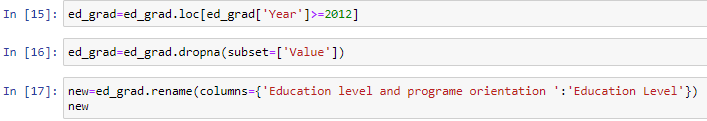 In [15]: ed_grad=ed_grad.loc[ed_grad['Year']>=2012]
In [16]: ed_grad=ed_grad.dropna(subset=['Value'])
In [17]: new=ed_grad.rename(columns={'Education level and programe orientation ':'Education Level'})
new